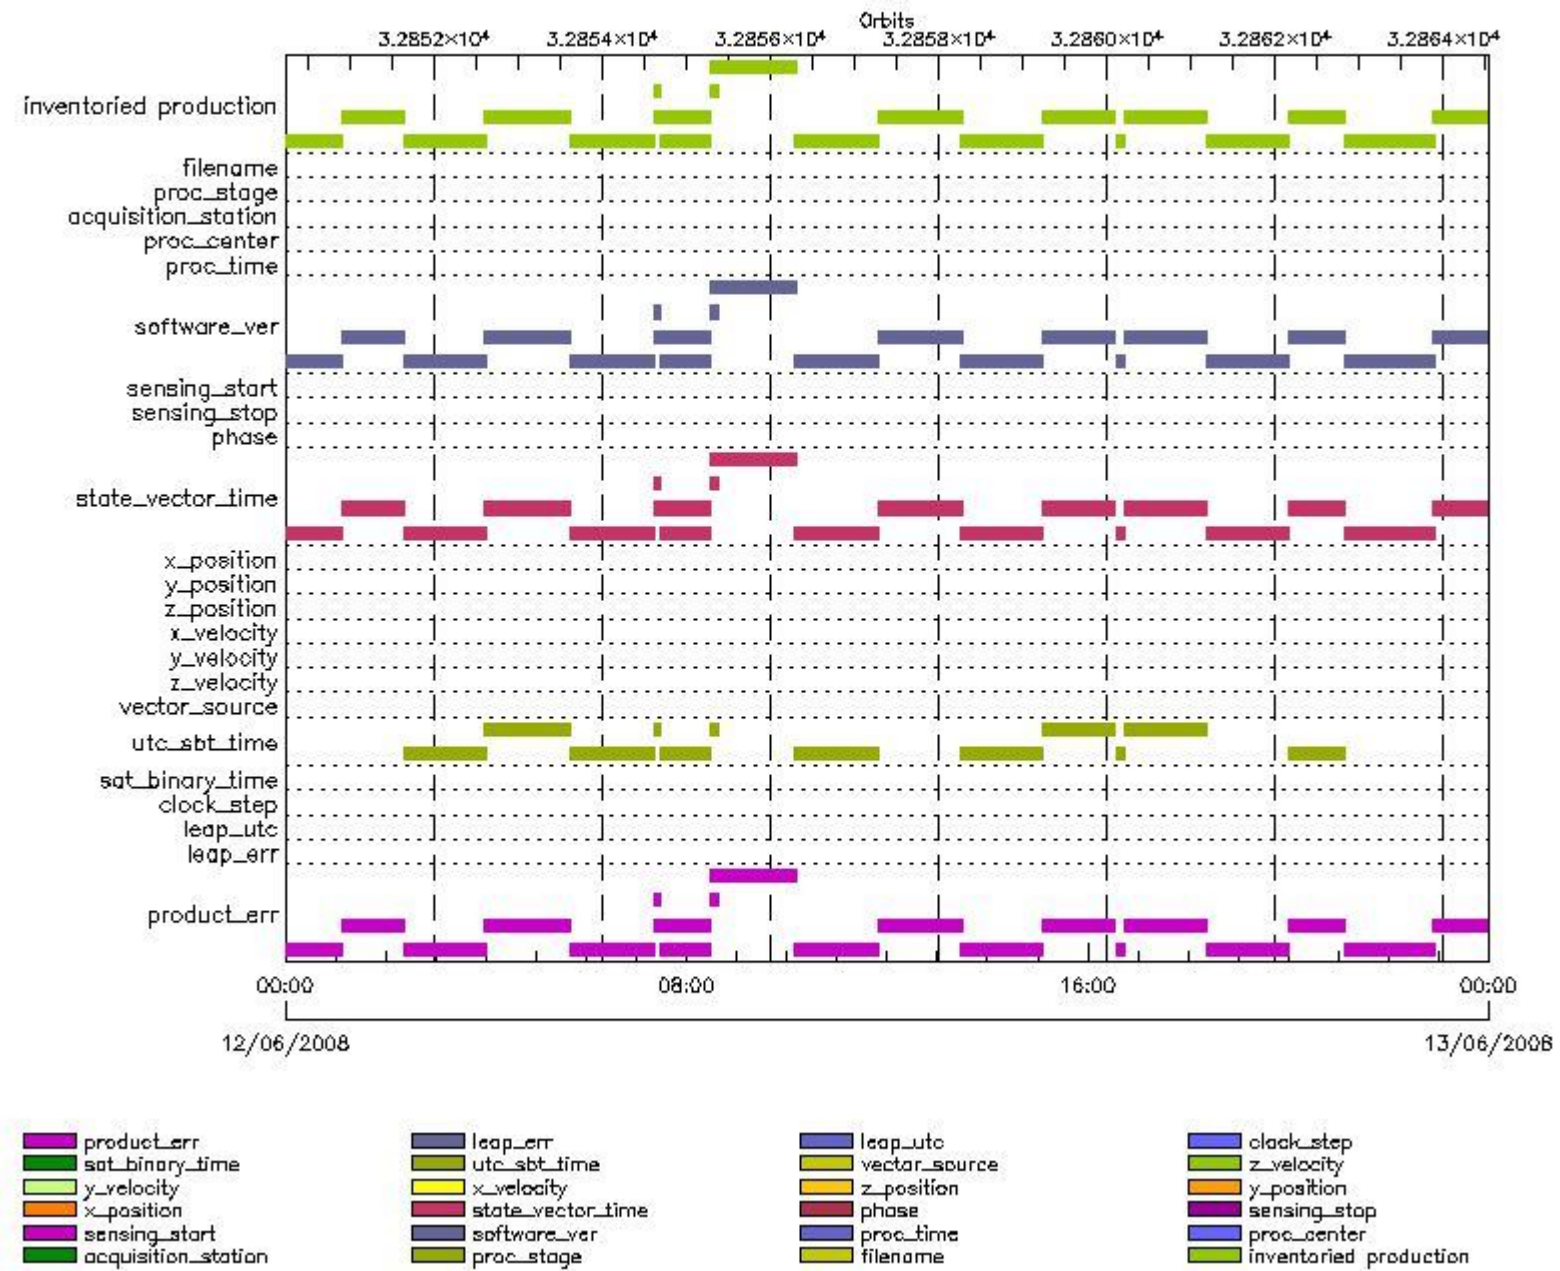 Orbits
3.2852×10⁴ 3.2854×10⁴ 3.2856×10⁴ 3.2858×10⁴ 3.2860×10⁴ 3.2862×10⁴ 3.2864×10⁴
inventoried production
filename
proc_stage
acquisition_station
proc_center
proc_time
software_ver
sensing_start
sensing_stop
phase
state_vector_time
x_position
y_position
z_position
x_velocity
y_velocity
z_velocity
vector_source
utc_sbt_time
sat_binary_time
clock_step
leap_utc
leap_err
product_err
00:00 08:00 16:00 00:00
12/06/2008 13/06/2008
product_err leap_err leap_utc clock_step
sat_binary_time utc_sbt_time vector_source z_velocity
y_velocity x_velocity z_position y_position
x_position state_vector_time phase sensing_stop
sensing_start software_ver proc_time proc_center
acquisition_station proc_stage filename inventoried production